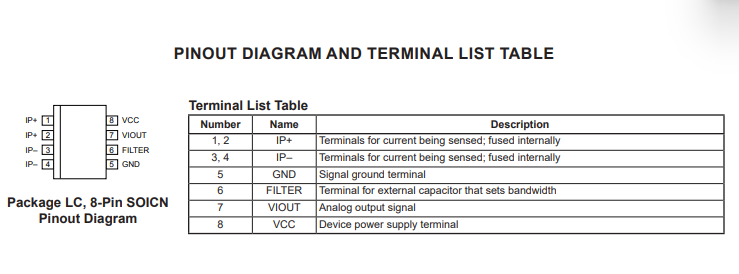 PINOUT DIAGRAM AND TERMINAL LIST TABLE
IP+ 1 8 VCC
IP+ 2 7 VIOUT
IP– 3 6 FILTER
IP– 4 5 GND
Package LC, 8-Pin SOICN
Pinout Diagram
Terminal List Table
Number Name Description
1, 2 IP+ Terminals for current being sensed; fused internally
3, 4 IP– Terminals for current being sensed; fused internally
5 GND Signal ground terminal
6 FILTER Terminal for external capacitor that sets bandwidth
7 VIOUT Analog output signal
8 VCC Device power supply terminal